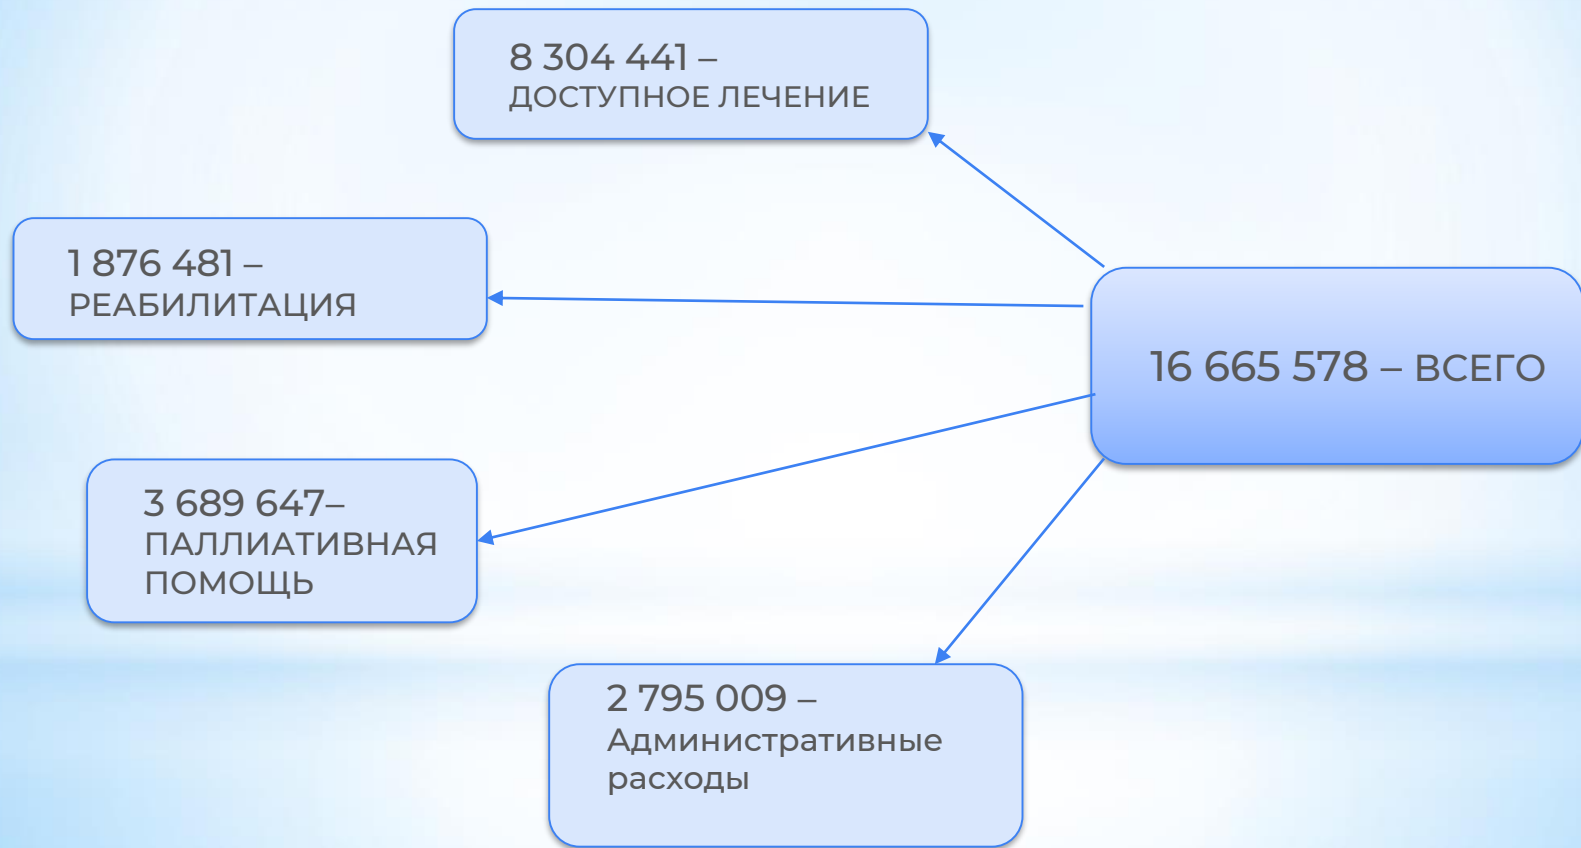 8 304 441 –
ДОСТУПНОЕ ЛЕЧЕНИЕ
1 876 481 –
РЕАБИЛИТАЦИЯ
16 665 578 – ВСЕГО
3 689 647–
ПАЛЛИАТИВНАЯ
ПОМОЩЬ
2 795 009 –
Административные
расходы